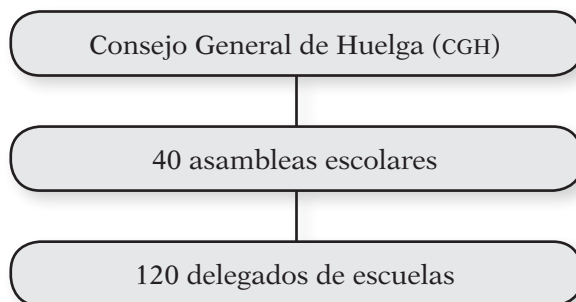 Consejo General de Huelga (CGH)
40 asambleas escolares
120 delegados de escuelas